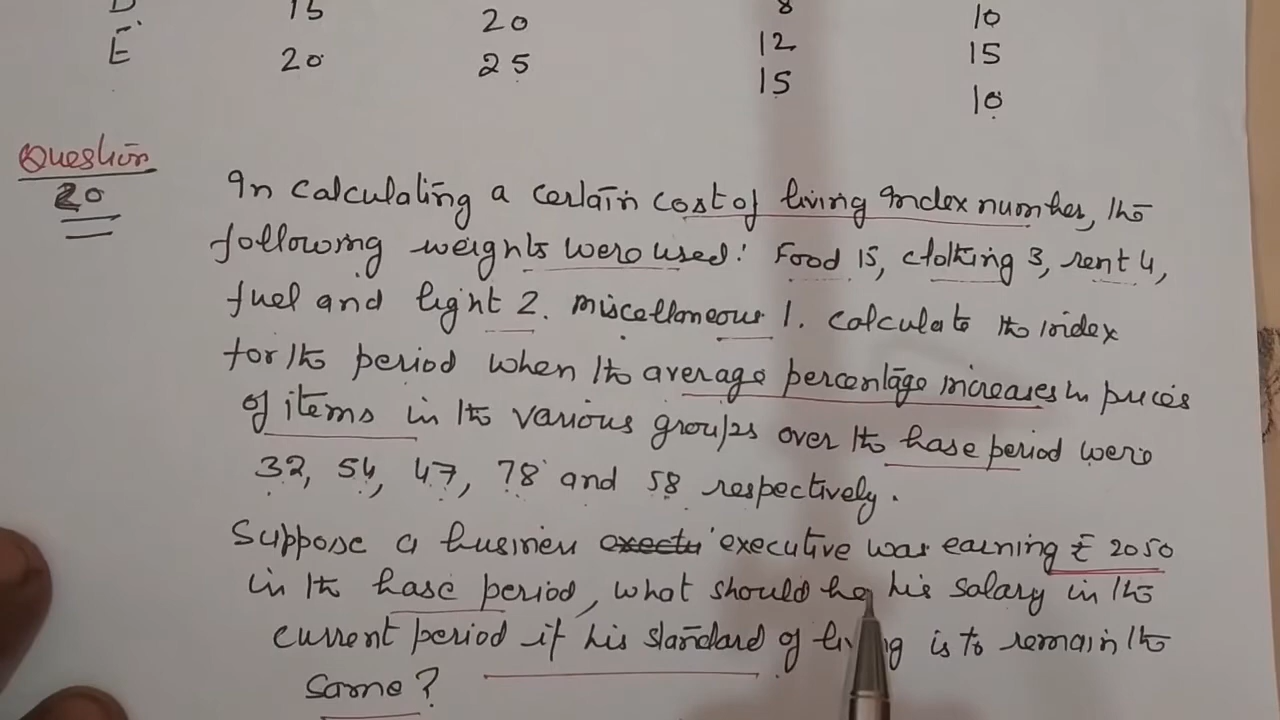 15 20 8 10
E 20 25 12 15
15 10
Question
20
In calculating a certain cost of living Index number, the
following weights were used: Food 15, clothing 3, rent 4,
fuel and light 2. Miscellaneous 1. Calculate the index
for the period when the average percentage increases in prices
of items in the various groups over the base period were
32, 54, 47, 78 and 58 respectively.
Suppose a business executive was earning ₹ 2050
in the base period, what should be his salary in the
current period if his standard of living is to remain the
same?